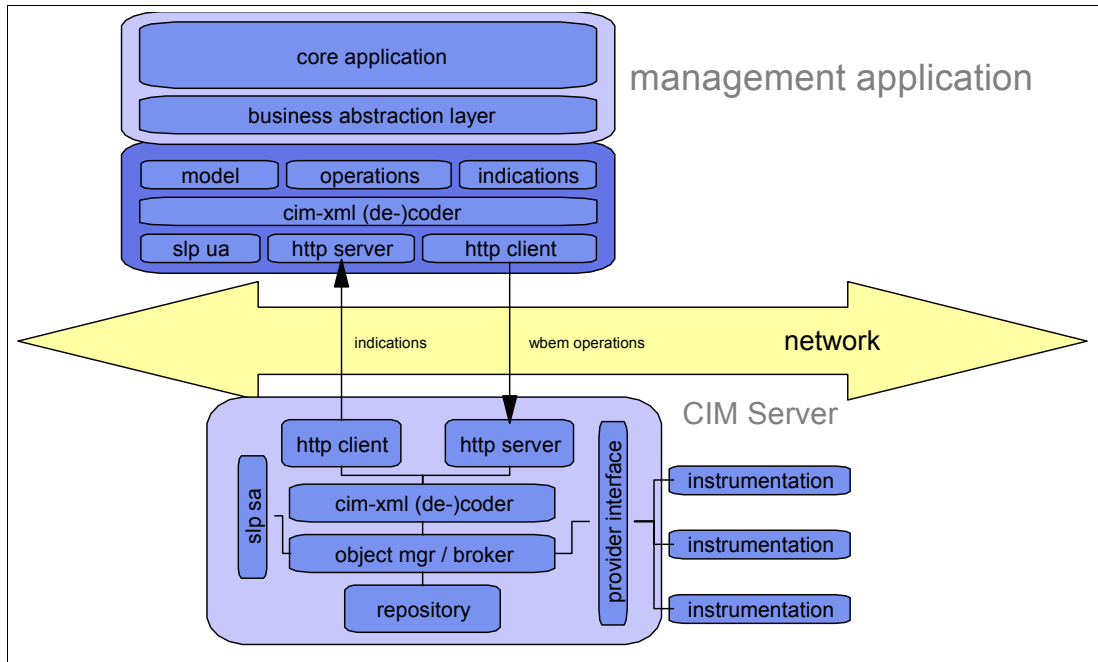 core application
management application
business abstraction layer
model
operations
indications
cim-xml (de-)coder
slp ua
http server
http client
indications
wbem operations
network
CIM Server
http client
http server
slp sa
cim-xml (de-)coder
object mgr / broker
repository
provider interface
instrumentation
instrumentation
instrumentation